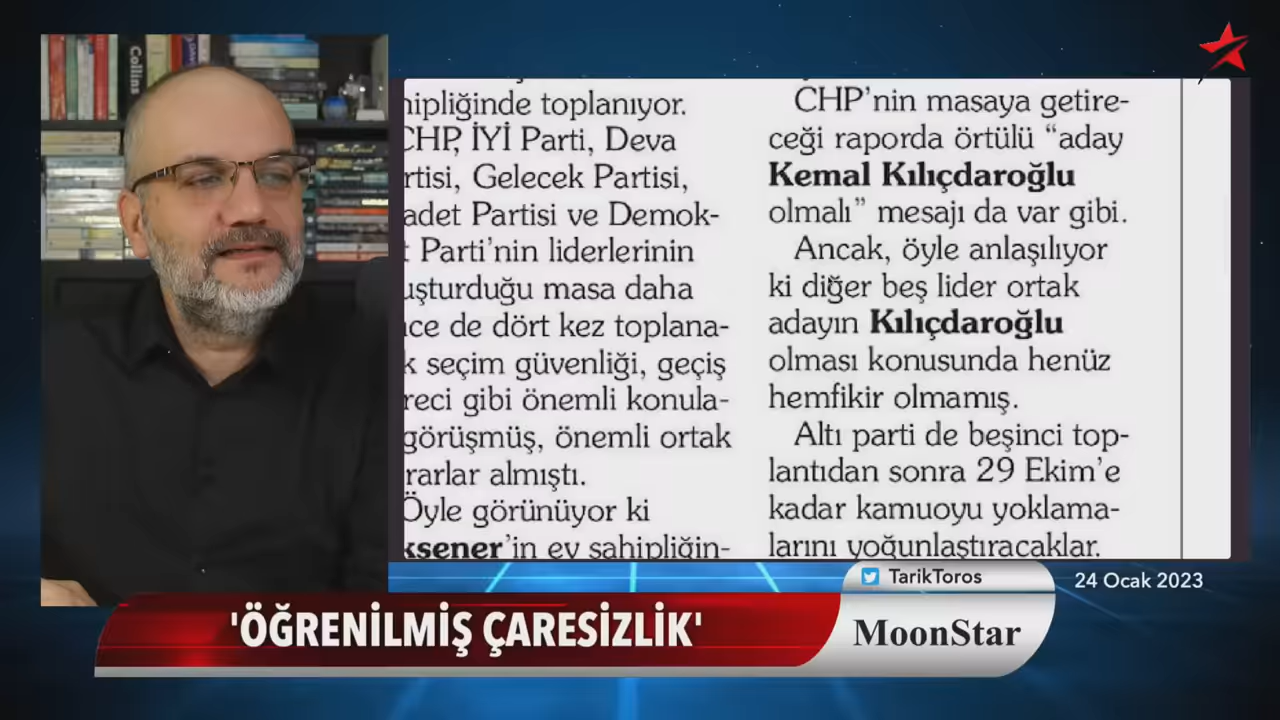 Collins
hipliğinde toplanıyor.
CHP, İYİ Parti, Deva
rtisi, Gelecek Partisi,
adet Partisi ve Demok-
t Parti'nin liderlerinin
uşturduğu masa daha
nce de dört kez toplana-
k seçim güvenliği, geçiş
reci gibi önemli konula-
görüşmüş, önemli ortak
rarlar almıştı.
Öyle görünüyor ki
kşener'in ev sahipliğin-
CHP'nin masaya getire-
ceği raporda örtülü “aday
Kemal Kılıçdaroğlu
olmalı” mesajı da var gibi.
Ancak, öyle anlaşılıyor
ki diğer beş lider ortak
adayın Kılıçdaroğlu
olması konusunda henüz
hemfikir olmamış.
Altı parti de beşinci top-
lantıdan sonra 29 Ekim'e
kadar kamuoyu yoklama-
larını yoğunlaştıracaklar.
TarikToros
24 Ocak 2023
'ÖĞRENİLMİŞ ÇARESİZLİK'
MoonStar